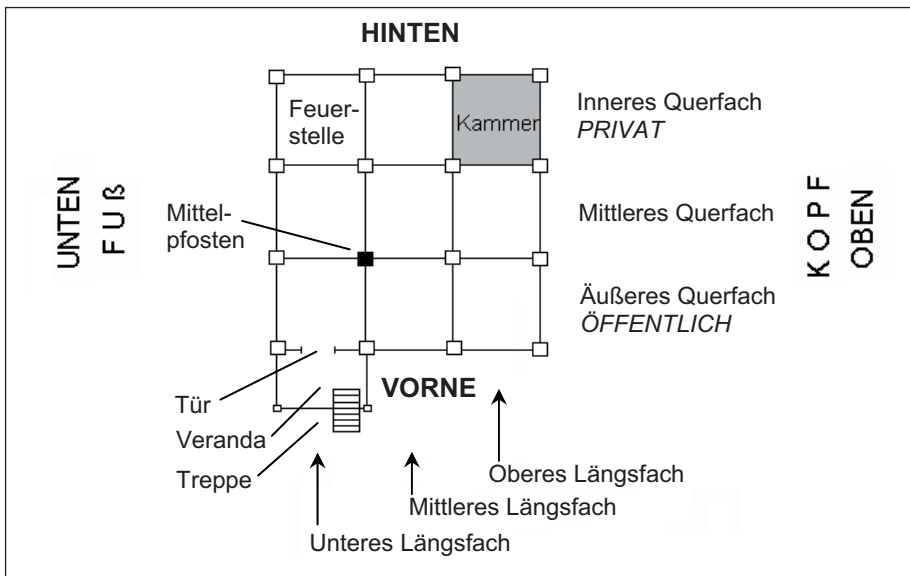 HINTEN
Feuer-
stelle
Kammer
Inneres Querfach
PRIVAT
UNTEN
FUß
Mittel-
pfosten
Mittleres Querfach
KOPF
OBEN
Äußeres Querfach
ÖFFENTLICH
VORNE
Tür
Veranda
Treppe
Oberes Längsfach
Mittleres Längsfach
Unteres Längsfach